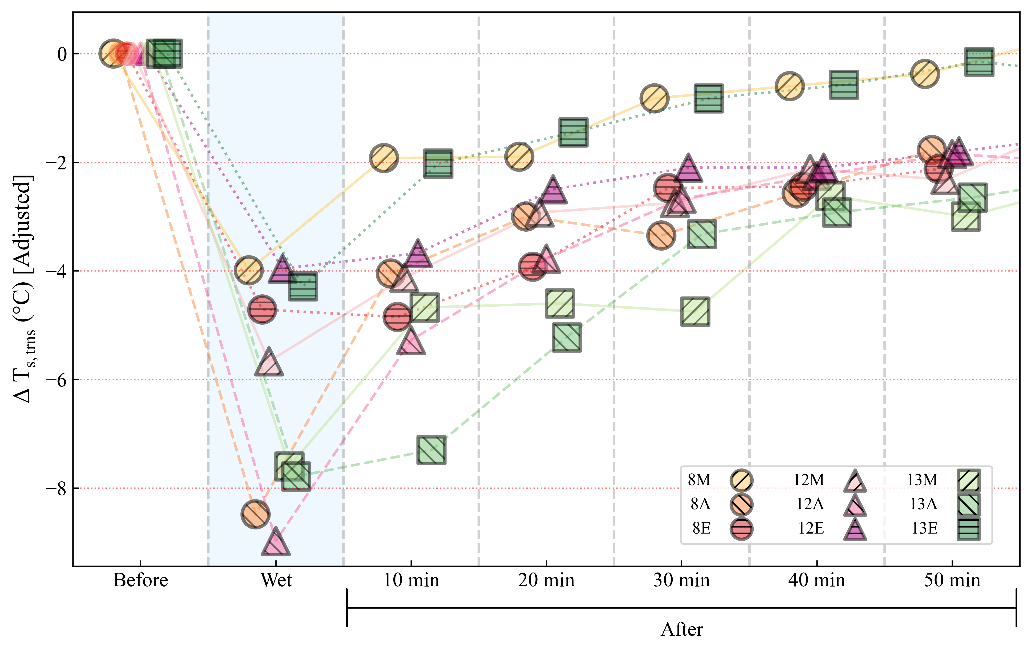 Δ T_s, trns (°C) [Adjusted]
0
−2
−4
−6
−8
8M 12M 13M
8A 12A 13A
8E 12E 13E
Before Wet 10 min 20 min 30 min 40 min 50 min
After